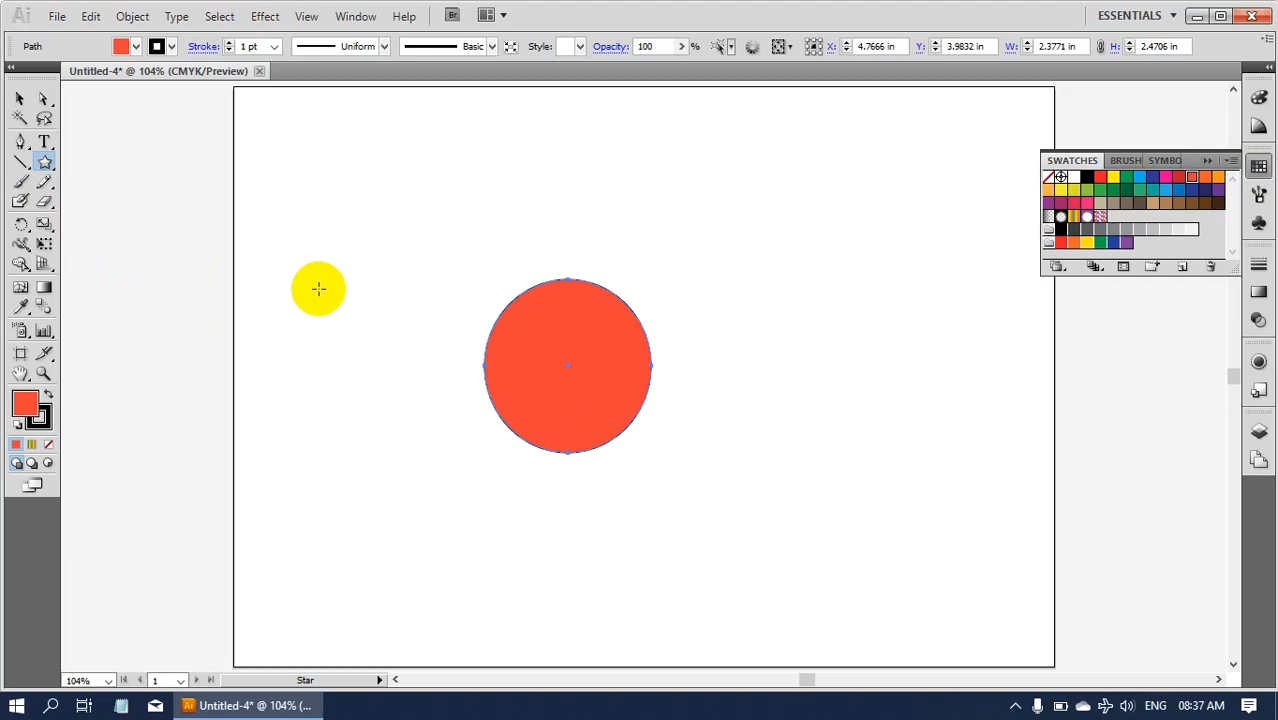 Ai File Edit Object Type Select Effect View Window Help Br ESSENTIALS
Path Stroke: 1 pt Uniform Basic Style: Opacity: 100 % X: 4.7666 in Y: 3.9832 in W: 2.3771 in H: 2.4706 in
Untitled-4* @ 104% (CMYK/Preview)
SWATCHES BRUSH SYMBO
T
104% 1 Star
Ai Untitled-4* @ 104% (... ENG 08:37 AM